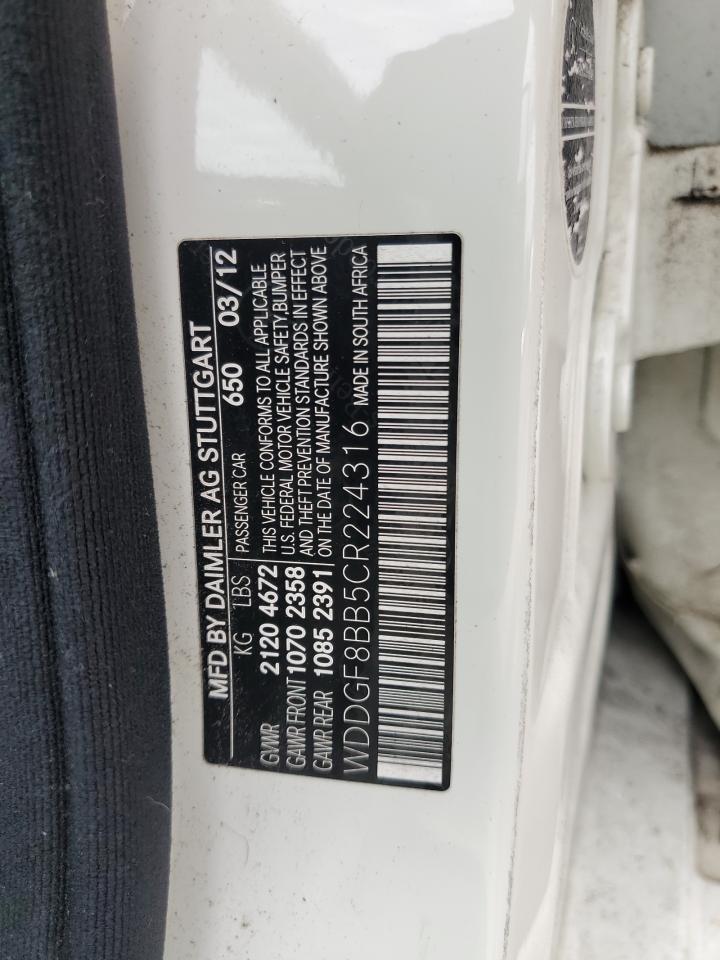 MFD BY DAIMLER AG STUTTGART
KG LBS PASSENGER CAR 650 03/12
GVWR 2120 4672 THIS VEHICLE CONFORMS TO ALL APPLICABLE
GAWR FRONT 1070 2358 U.S. FEDERAL MOTOR VEHICLE SAFETY, BUMPER
AND THEFT PREVENTION STANDARDS IN EFFECT
GAWR REAR 1085 2391 ON THE DATE OF MANUFACTURE SHOWN ABOVE
WDDGF8BB5CR224316 MADE IN SOUTH AFRICA